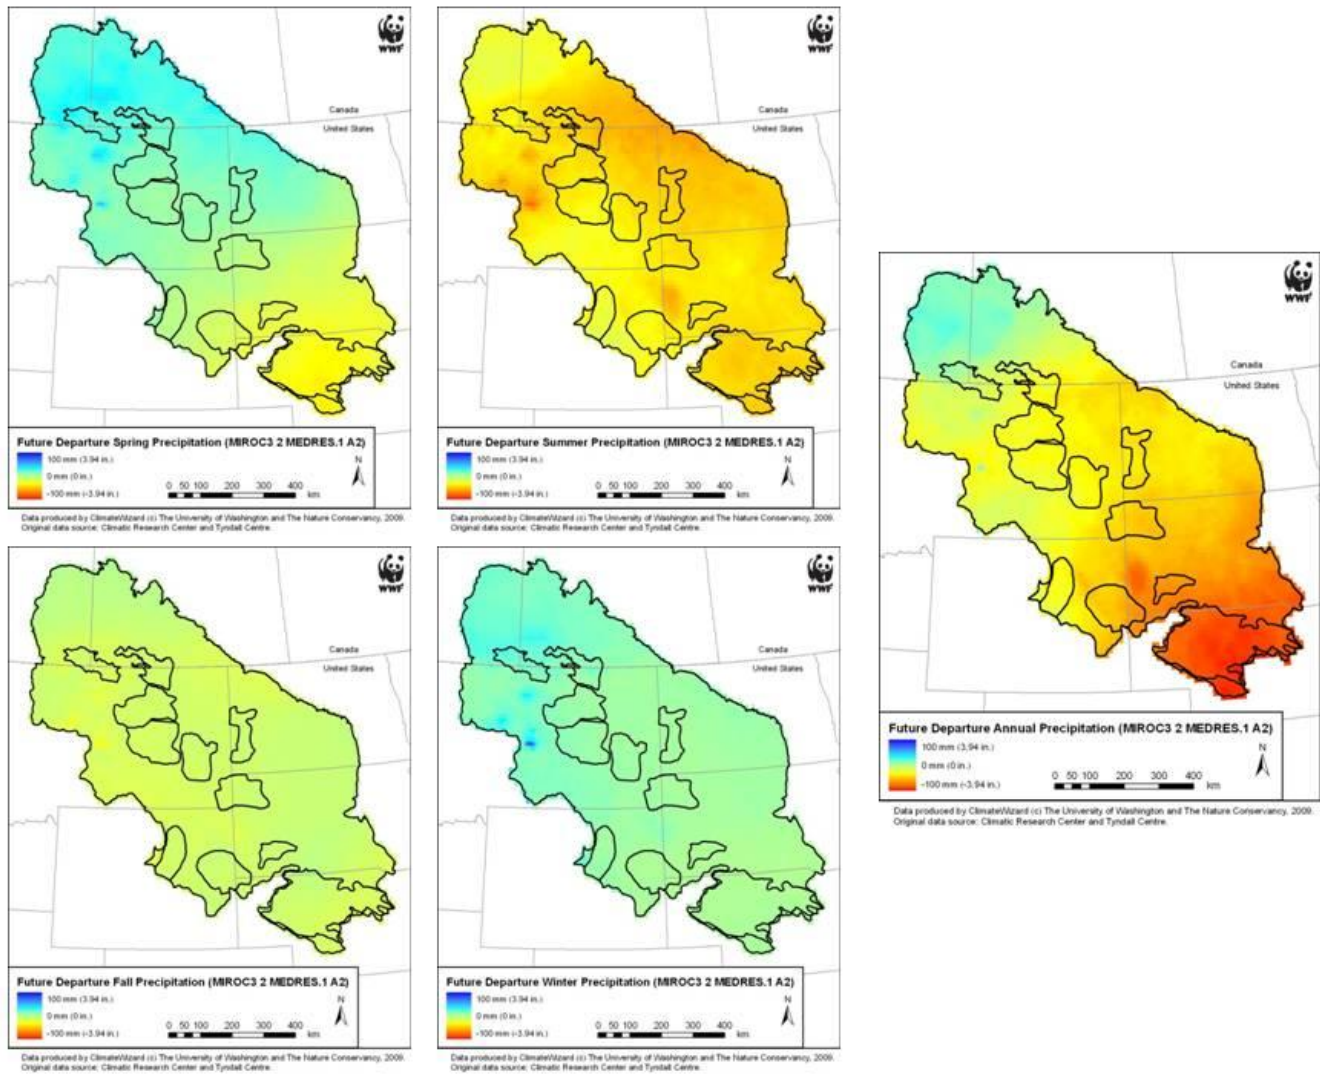 WWF
Canada
United States
Future Departure Spring Precipitation (MIROC3 2 MEDRES.1 A2)
100 mm (3.94 in.)
0 mm (0 in.)
-100 mm (-3.94 in.)
0 50 100 200 300 400
km
N
Data produced by ClimateWizard (c) The University of Washington and The Nature Conservancy, 2009.
Original data source: Climatic Research Center and Tyndall Centre.
WWF
Canada
United States
Future Departure Summer Precipitation (MIROC3 2 MEDRES.1 A2)
100 mm (3.94 in.)
0 mm (0 in.)
-100 mm (-3.94 in.)
0 50 100 200 300 400
km
N
Data produced by ClimateWizard (c) The University of Washington and The Nature Conservancy, 2009.
Original data source: Climatic Research Center and Tyndall Centre.
WWF
Canada
United States
Future Departure Fall Precipitation (MIROC3 2 MEDRES.1 A2)
100 mm (3.94 in.)
0 mm (0 in.)
-100 mm (-3.94 in.)
0 50 100 200 300 400
km
N
Data produced by ClimateWizard (c) The University of Washington and The Nature Conservancy, 2009.
Original data source: Climatic Research Center and Tyndall Centre.
WWF
Canada
United States
Future Departure Winter Precipitation (MIROC3 2 MEDRES.1 A2)
100 mm (3.94 in.)
0 mm (0 in.)
-100 mm (-3.94 in.)
0 50 100 200 300 400
km
N
Data produced by ClimateWizard (c) The University of Washington and The Nature Conservancy, 2009.
Original data source: Climatic Research Center and Tyndall Centre.
WWF
Canada
United States
Future Departure Annual Precipitation (MIROC3 2 MEDRES.1 A2)
100 mm (3.94 in.)
0 mm (0 in.)
-100 mm (-3.94 in.)
0 50 100 200 300 400
km
N
Data produced by ClimateWizard (c) The University of Washington and The Nature Conservancy, 2009.
Original data source: Climatic Research Center and Tyndall Centre.